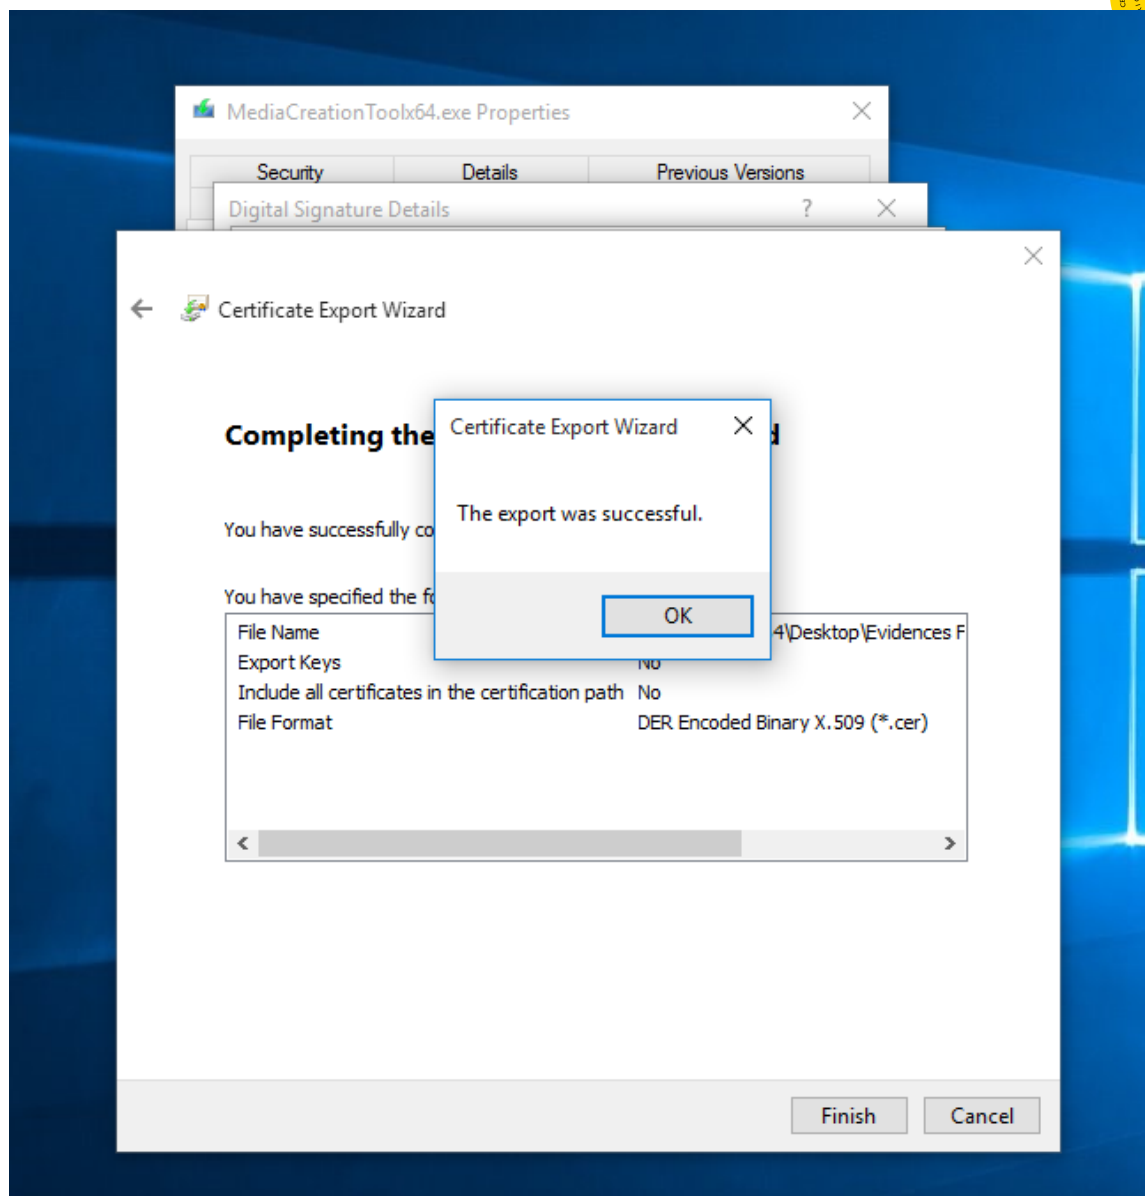 MediaCreationToolx64.exe Properties
Security Details Previous Versions
Digital Signature Details ?
Certificate Export Wizard
Completing the
Certificate Export Wizard
The export was successful.
OK
You have successfully co
You have specified the fo
File Name 4\Desktop\Evidences F
Export Keys No
Include all certificates in the certification path No
File Format DER Encoded Binary X.509 (*.cer)
Finish Cancel